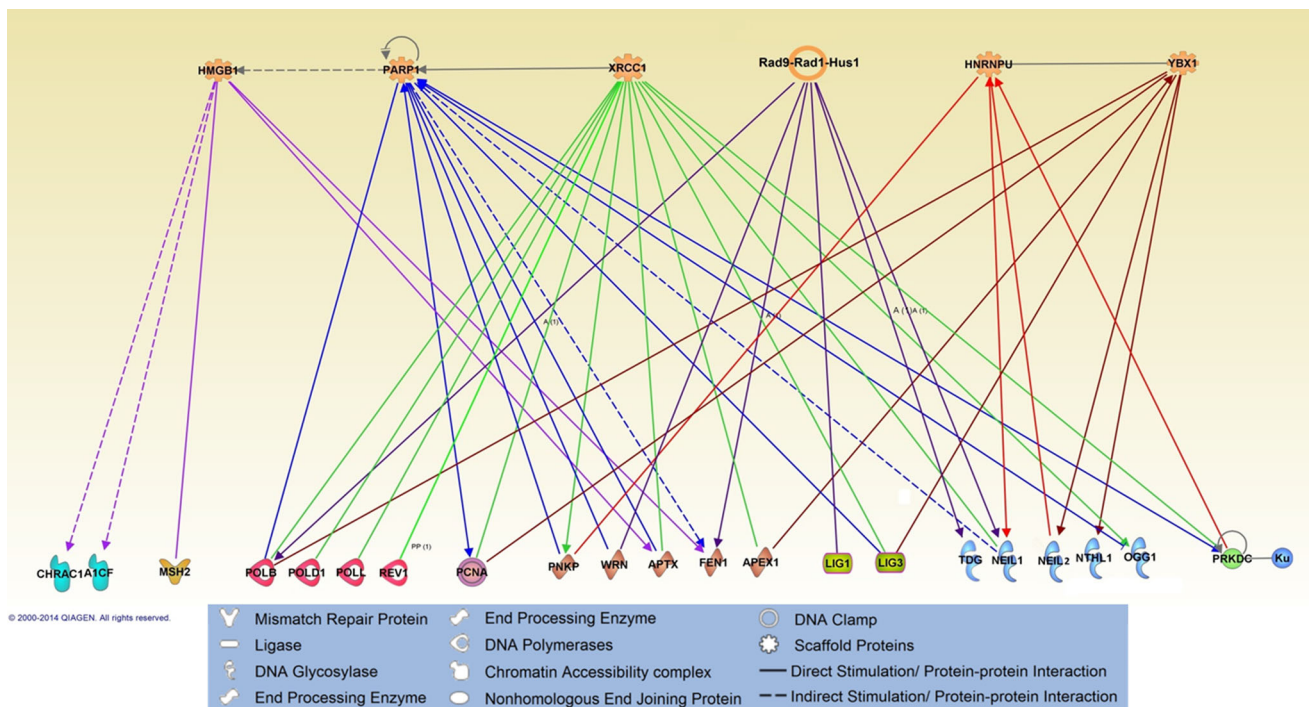 HMGB1
PARP1
XRCC1
Rad9-Rad1-Hus1
HNRNPU
YBX1
A (1)
A (1)
A (1)
A (1)
PP (1)
CHRAC1
A1CF
MSH2
POLB
POLD1
POLL
REV1
PCNA
PNKP
WRN
APTX
FEN1
APEX1
LIG1
LIG3
TDG
NEIL1
NEIL2
NTHL1
OGG1
PRKDC
Ku
© 2000-2014 QIAGEN. All rights reserved.
Mismatch Repair Protein
Ligase
DNA Glycosylase
End Processing Enzyme
End Processing Enzyme
DNA Polymerases
Chromatin Accessibility complex
Nonhomologous End Joining Protein
DNA Clamp
Scaffold Proteins
Direct Stimulation/ Protein-protein Interaction
Indirect Stimulation/ Protein-protein Interaction